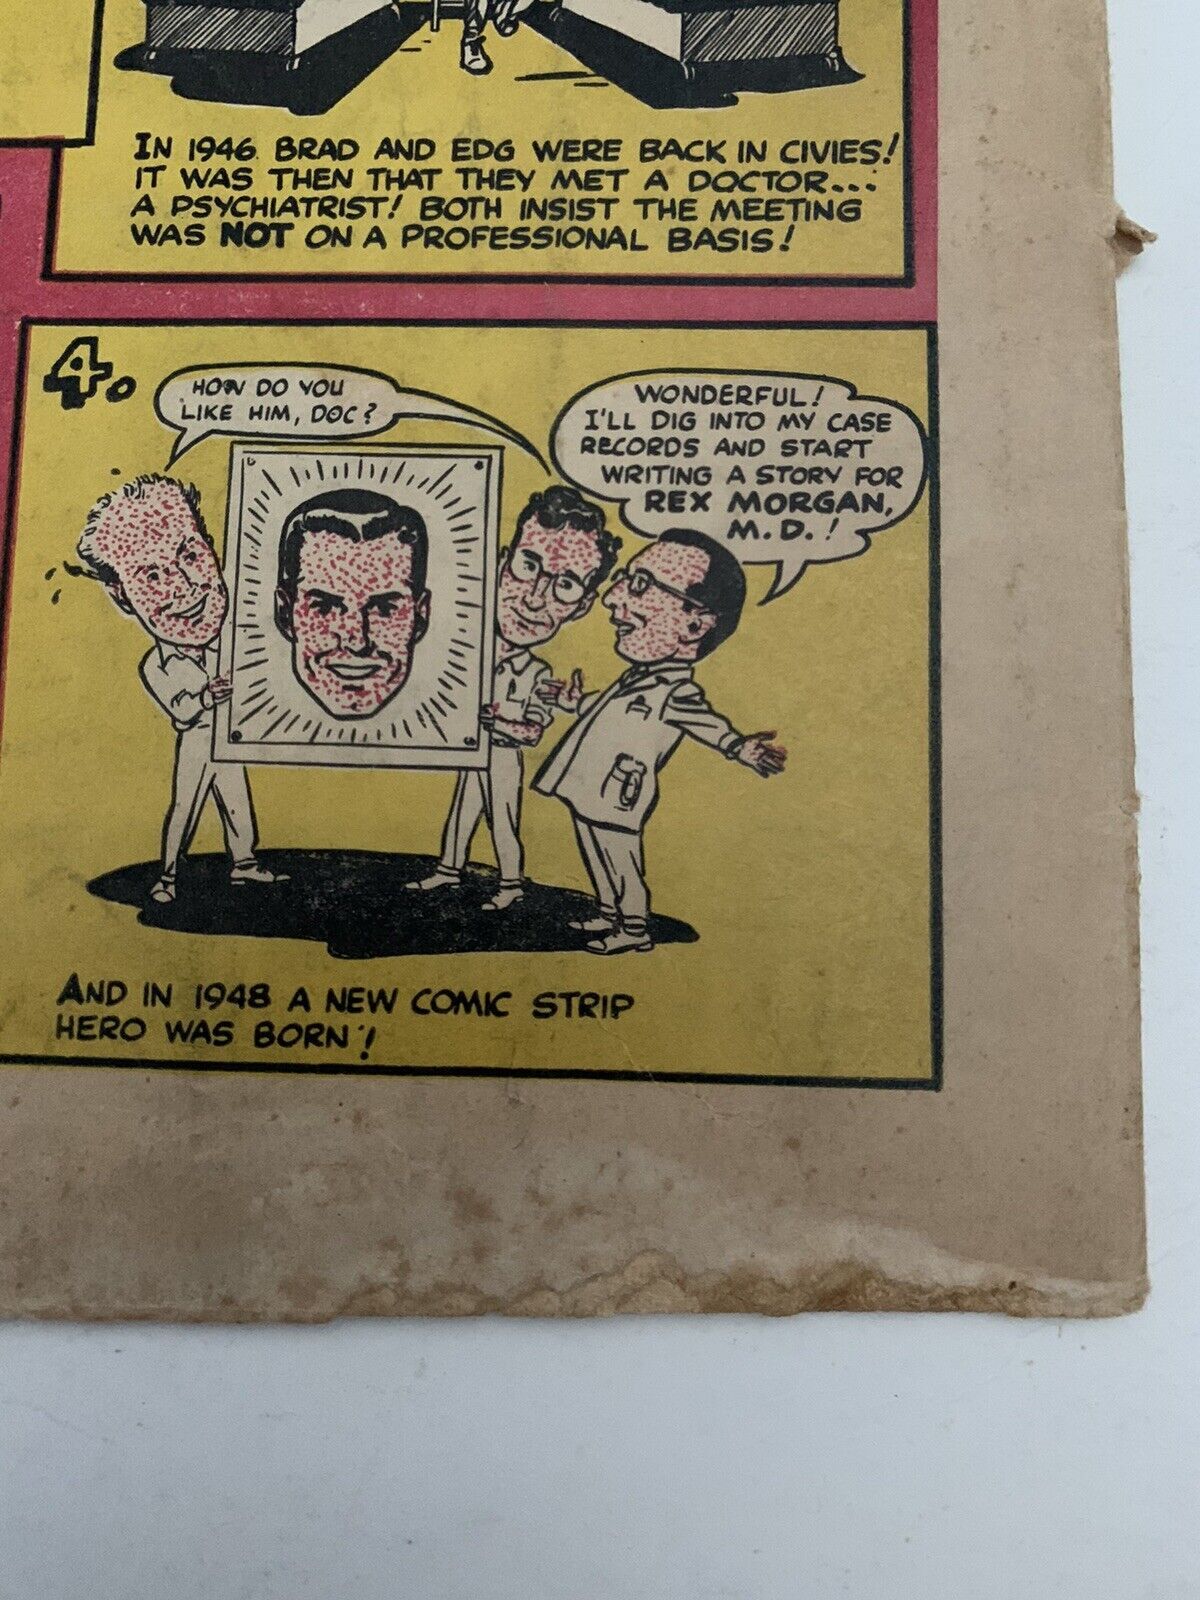 IN 1946 BRAD AND EDG WERE BACK IN CIVIES!
IT WAS THEN THAT THEY MET A DOCTOR...
A PSYCHIATRIST! BOTH INSIST THE MEETING
WAS NOT ON A PROFESSIONAL BASIS!
4.
HOW DO YOU
LIKE HIM, DOC?
WONDERFUL!
I'LL DIG INTO MY CASE
RECORDS AND START
WRITING A STORY FOR
REX MORGAN,
M.D.!
AND IN 1948 A NEW COMIC STRIP
HERO WAS BORN!